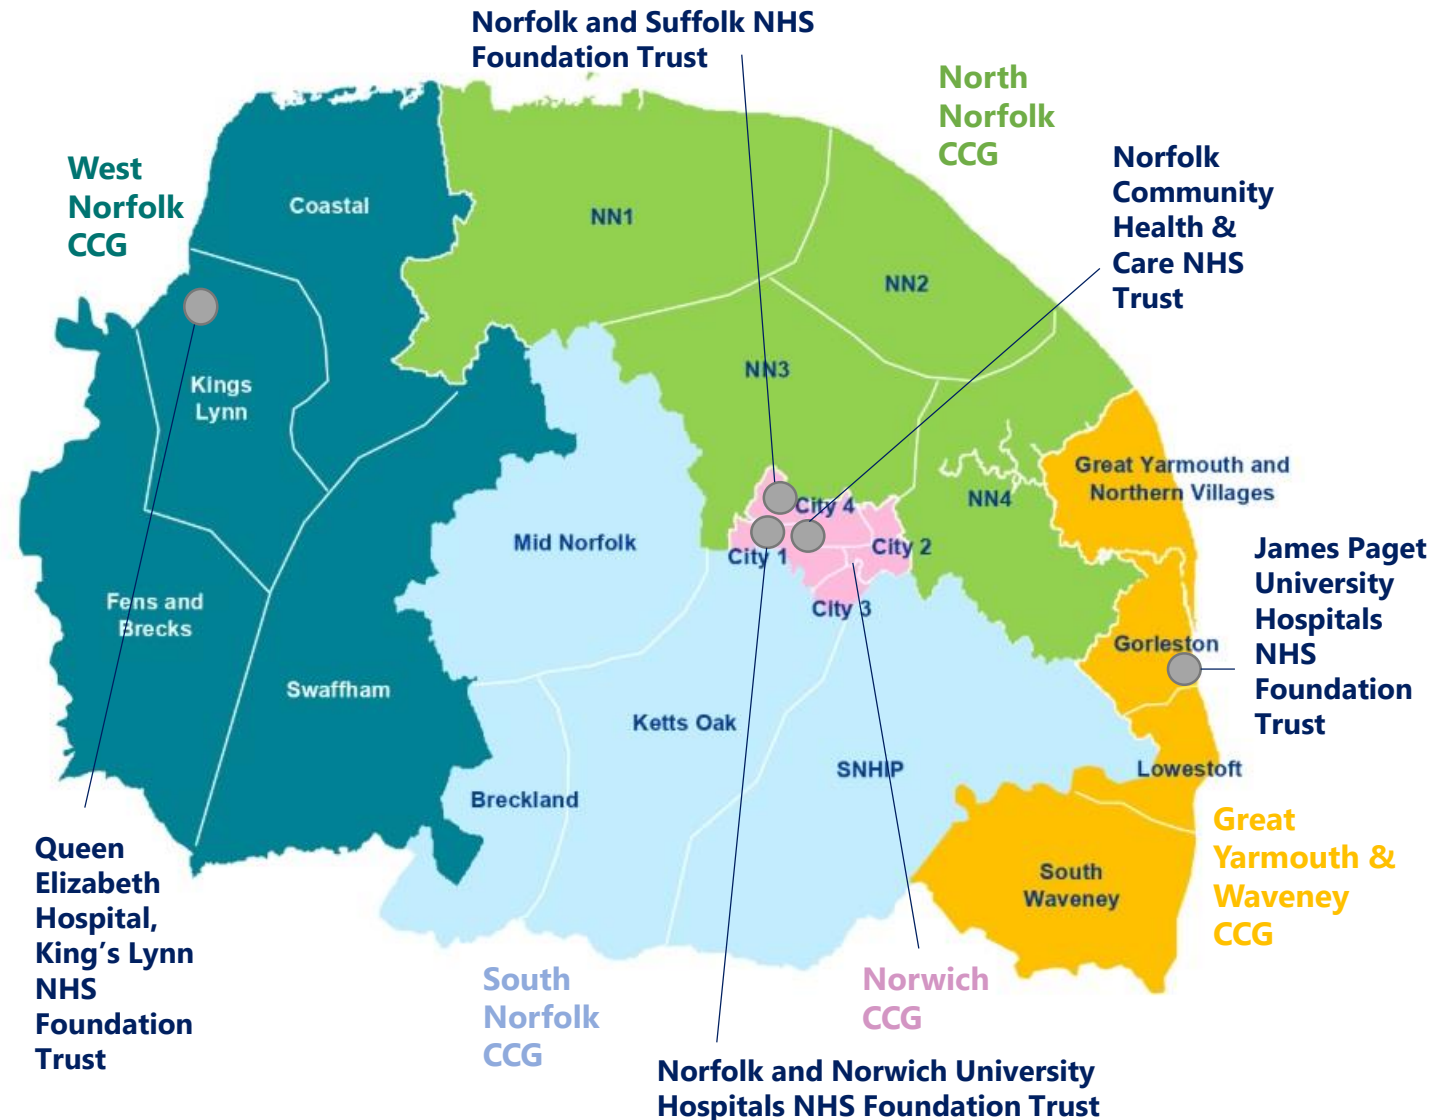 Norfolk and Suffolk NHS
Foundation Trust
North
Norfolk
CCG
Norfolk
Community
Health &
Care NHS
Trust
West
Norfolk
CCG
Coastal
NN1
NN2
NN3
Kings
Lynn
Great Yarmouth and
Northern Villages
NN4
City 4
City 2
City 1
City 3
Mid Norfolk
James Paget
University
Hospitals
NHS
Foundation
Trust
Fens and
Brecks
Gorleston
Swaffham
Ketts Oak
SNHIP
Lowestoft
Breckland
Great
Yarmouth &
Waveney
CCG
South
Waveney
Queen
Elizabeth
Hospital,
King’s Lynn
NHS
Foundation
Trust
South
Norfolk
CCG
Norwich
CCG
Norfolk and Norwich University
Hospitals NHS Foundation Trust